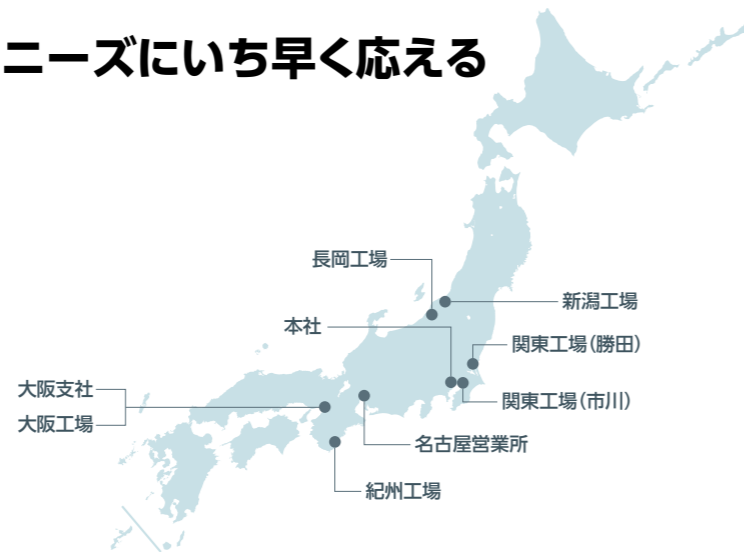 ニーズにいち早く応える
長岡工場
新潟工場
本社
関東工場(勝田)
大阪支社
関東工場(市川)
大阪工場
名古屋営業所
紀州工場